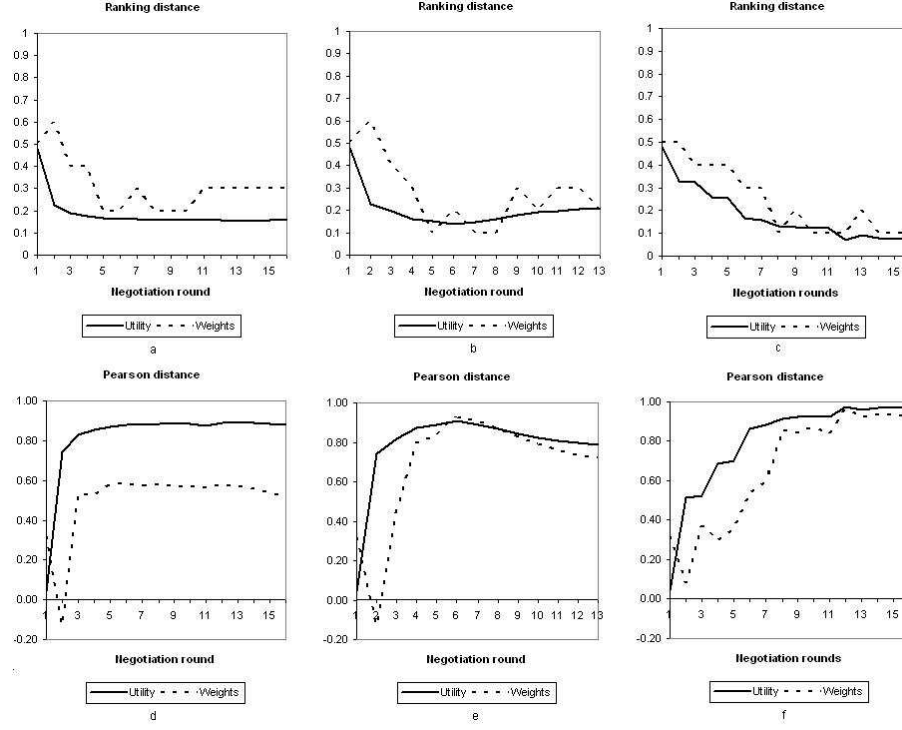 Ranking distance
1
0.9
0.8
0.7
0.6
0.5
0.4
0.3
0.2
0.1
0
1 3 5 7 9 11 13 15
Negotiation round
Utility Weights
a
Ranking distance
1
0.9
0.8
0.7
0.6
0.5
0.4
0.3
0.2
0.1
0
1 2 3 4 5 6 7 8 9 10 11 12 13
Negotiation round
Utility Weights
b
Ranking distance
1
0.9
0.8
0.7
0.6
0.5
0.4
0.3
0.2
0.1
0
1 3 5 7 9 11 13 15
Negotiation rounds
Utility Weights
c
Pearson distance
1.00
0.80
0.60
0.40
0.20
0.00
-0.20
1 3 5 7 9 11 13 15
Negotiation round
Utility Weights
d
Pearson distance
1.00
0.80
0.60
0.40
0.20
0.00
-0.20
1 2 3 4 5 6 7 8 9 10 11 12 13
Negotiation round
Utility Weights
e
Pearson distance
1.00
0.80
0.60
0.40
0.20
0.00
-0.20
1 3 5 7 9 11 13 15
Negotiation rounds
Utility Weights
f